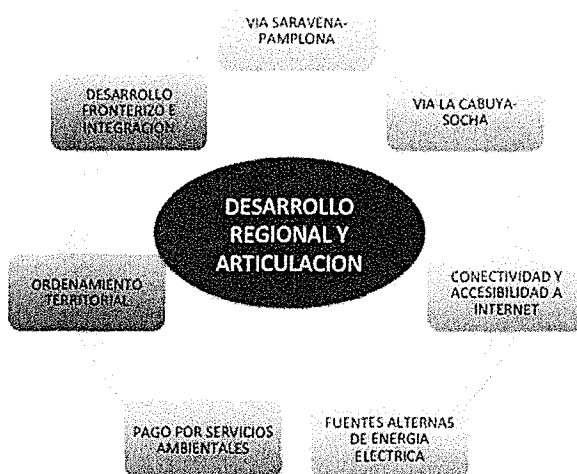 VIA SARAVENA-
PAMPLONA
VIA LA CABUYA-
SOCHA
CONECTIVIDAD Y
ACCESIBILIDAD A
INTERNET
FUENTES ALTERNAS
DE ENERGIA
ELECTRICA
PAGO POR SERVICIOS
AMBIENTALES
ORDENAMIENTO
TERRITORIAL
DESARROLLO
FRONTERIZO E
INTEGRACION
DESARROLLO
REGIONAL Y
ARTICULACION